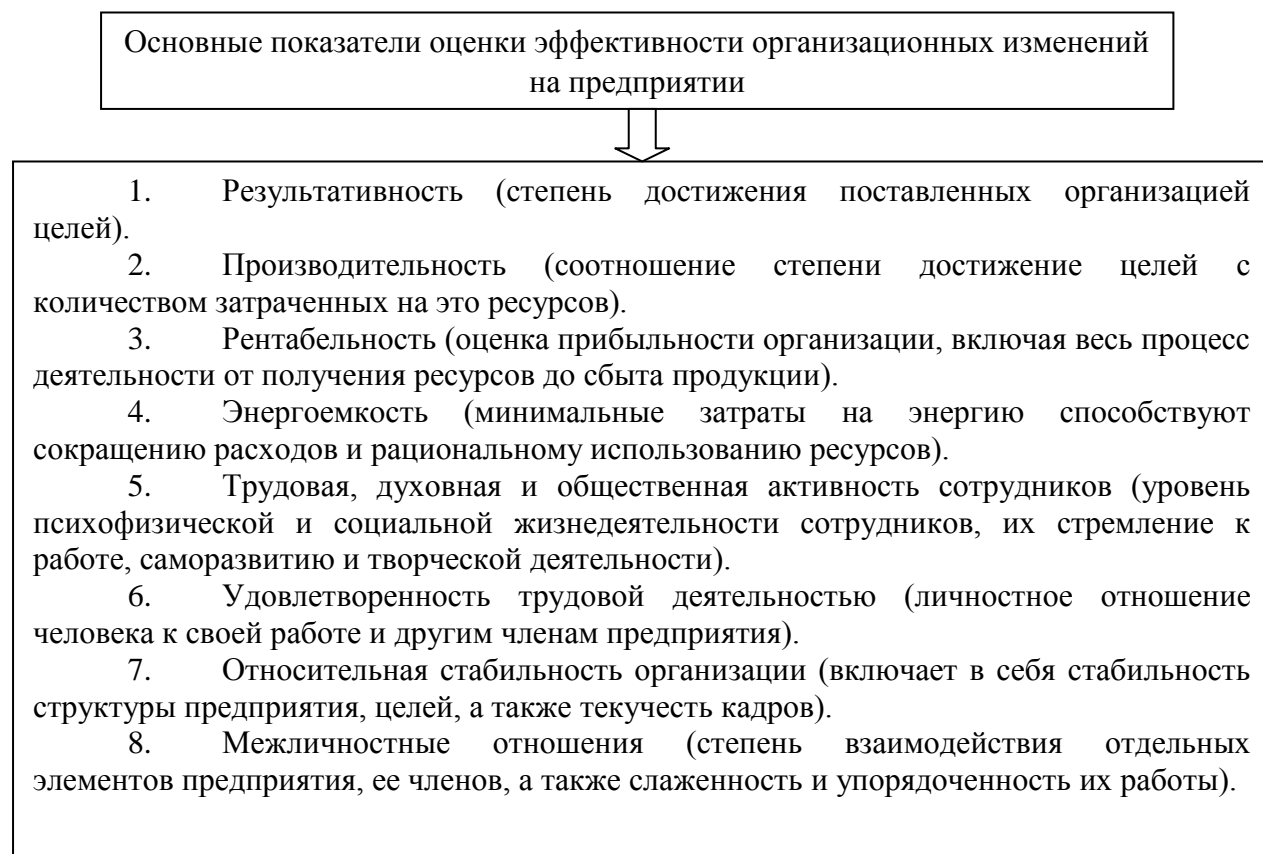 Основные показатели оценки эффективности организационных изменений
на предприятии
1. Результативность (степень достижения поставленных организацией
целей).
2. Производительность (соотношение степени достижение целей с
количеством затраченных на это ресурсов).
3. Рентабельность (оценка прибыльности организации, включая весь процесс
деятельности от получения ресурсов до сбыта продукции).
4. Энергоемкость (минимальные затраты на энергию способствуют
сокращению расходов и рациональному использованию ресурсов).
5. Трудовая, духовная и общественная активность сотрудников (уровень
психофизической и социальной жизнедеятельности сотрудников, их стремление к
работе, саморазвитию и творческой деятельности).
6. Удовлетворенность трудовой деятельностью (личностное отношение
человека к своей работе и другим членам предприятия).
7. Относительная стабильность организации (включает в себя стабильность
структуры предприятия, целей, а также текучесть кадров).
8. Межличностные отношения (степень взаимодействия отдельных
элементов предприятия, ее членов, а также слаженность и упорядоченность их работы).